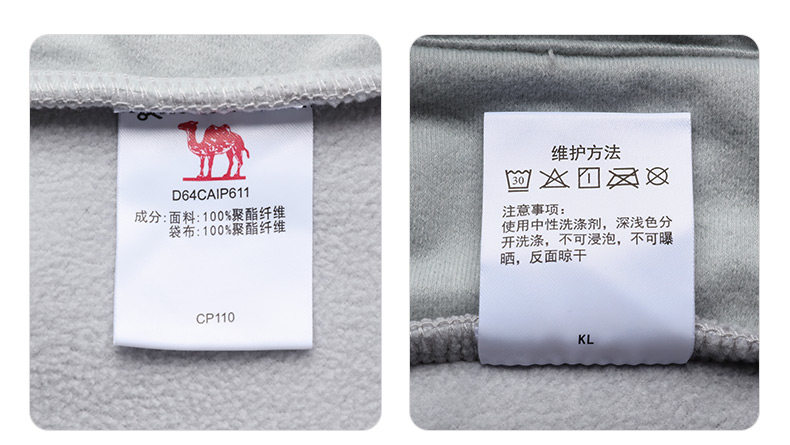 D64CAIP611
成分: 面料: 100%聚酯纤维
袋布: 100%聚酯纤维
CP110
维护方法
30
注意事项:
使用中性洗涤剂，深浅色分
开洗涤，不可浸泡，不可曝
晒，反面晾干
KL